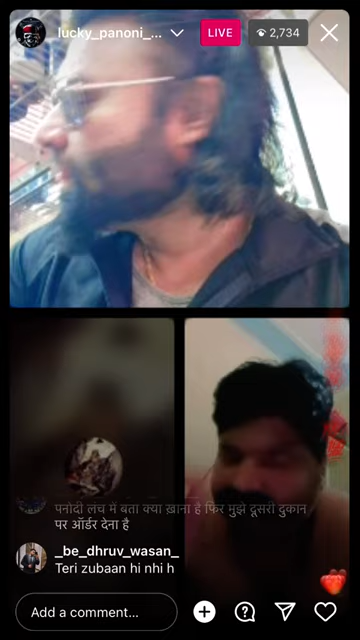 lucky_panoni_...
LIVE
2,734
पनोदी लंच में बता क्या ख़ाना है फिर मुझे दूसरी दुकान
पर ऑर्डर देना है
_be_dhruv_wasan_
Teri zubaan hi nhi h
Add a comment...